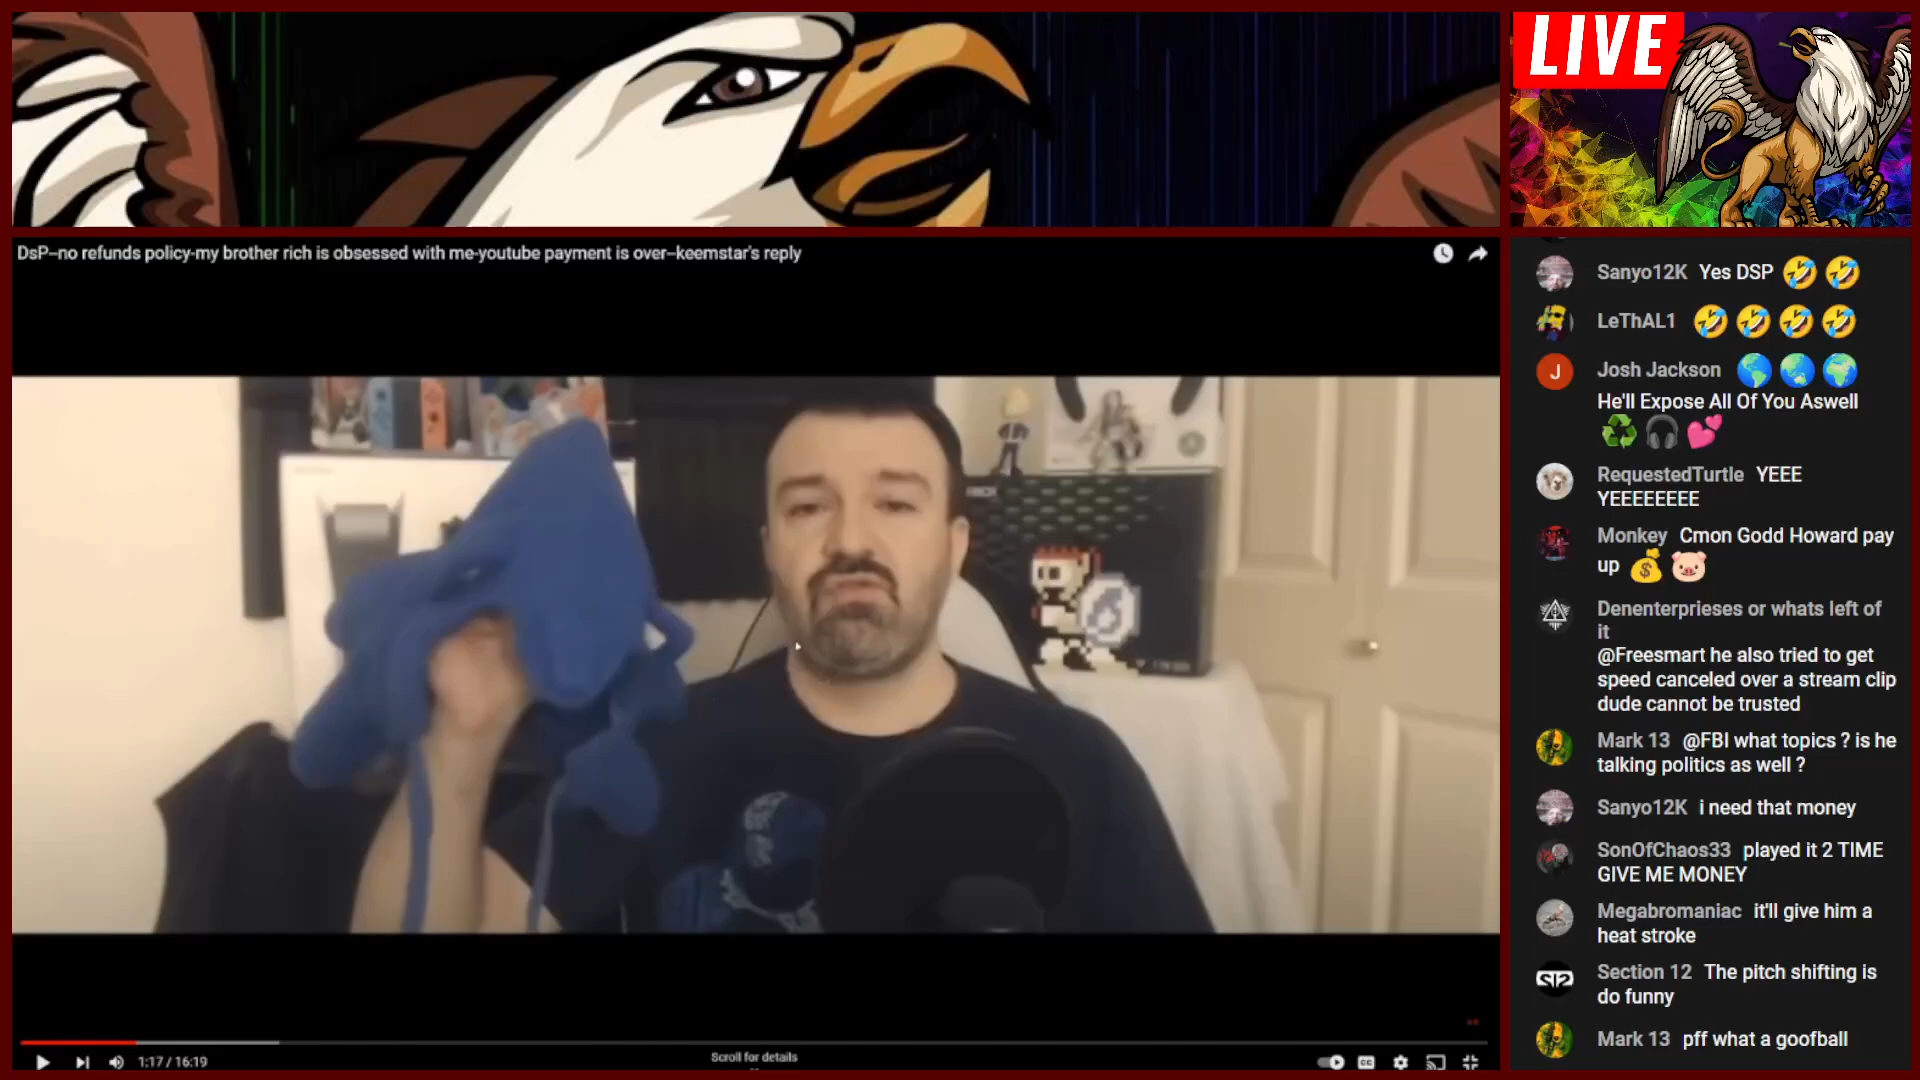 LIVE
DsP--no refunds policy-my brother rich is obsessed with me-youtube payment is over--keemstar's reply
Sanyo12K Yes DSP 🤣 🤣
LeThAL1 🤣 🤣 🤣 🤣
J
Josh Jackson 🌎 🌏 🌍
He'll Expose All Of You Aswell
♻️ 🎧 💕
RequestedTurtle YEEE
YEEEEEEEE
Monkey Cmon Godd Howard pay
up 💰 🐷
Denenterprieses or whats left of
it
@Freesmart he also tried to get
speed canceled over a stream clip
dude cannot be trusted
Mark 13 @FBI what topics ? is he
talking politics as well ?
Sanyo12K i need that money
SonOfChaos33 played it 2 TIME
GIVE ME MONEY
Megabromaniac it'll give him a
heat stroke
S12
Section 12 The pitch shifting is
do funny
Mark 13 pff what a goofball
1:17 / 16:19
Scroll for details
CC